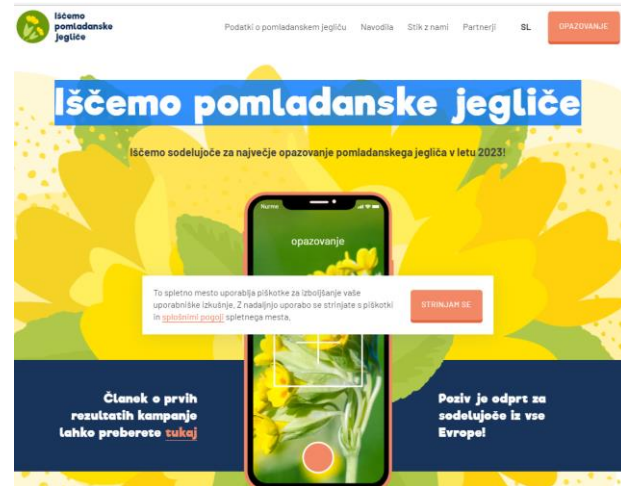 Iščemo
pomladanske
jegliče
Podatki o pomladanskem jegliču
Navodila
Stik z nami
Partnerji
SL
OPAZOVANJE
Iščemo pomladanske jegliče
Iščemo sodelujoče za največje opazovanje pomladanskega jegliča v letu 2023!
Nurme
opazovanje
To spletno mesto uporablja piškotke za izboljšanje vaše
uporabniške izkušnje. Z nadaljnjo uporabo se strinjate s piškotki
in splošnimi pogoji spletnega mesta.
STRINJAM SE
Članek o prvih
rezultatih kampanje
lahko preberete tukaj
Poziv je odprt za
sodelujoče iz vse
Evrope!